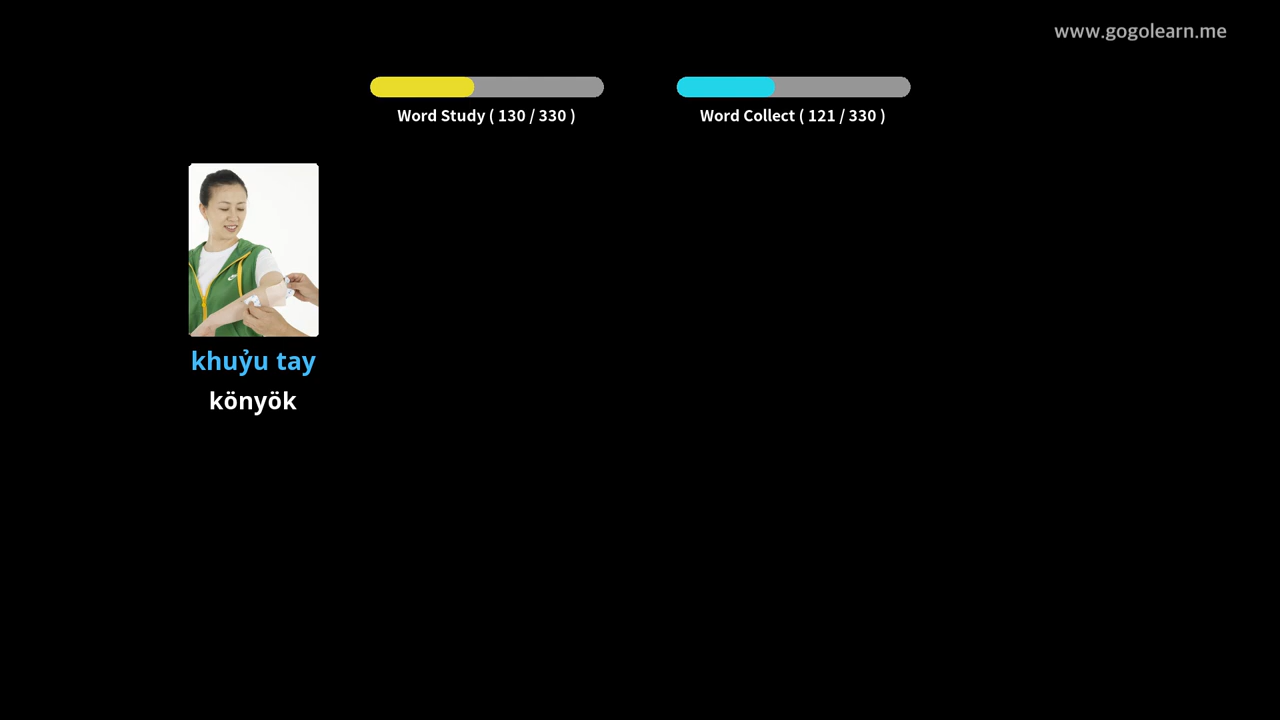 www.gogolearn.me
Word Study ( 130 / 330 )
Word Collect ( 121 / 330 )
khuỷu tay
könyök